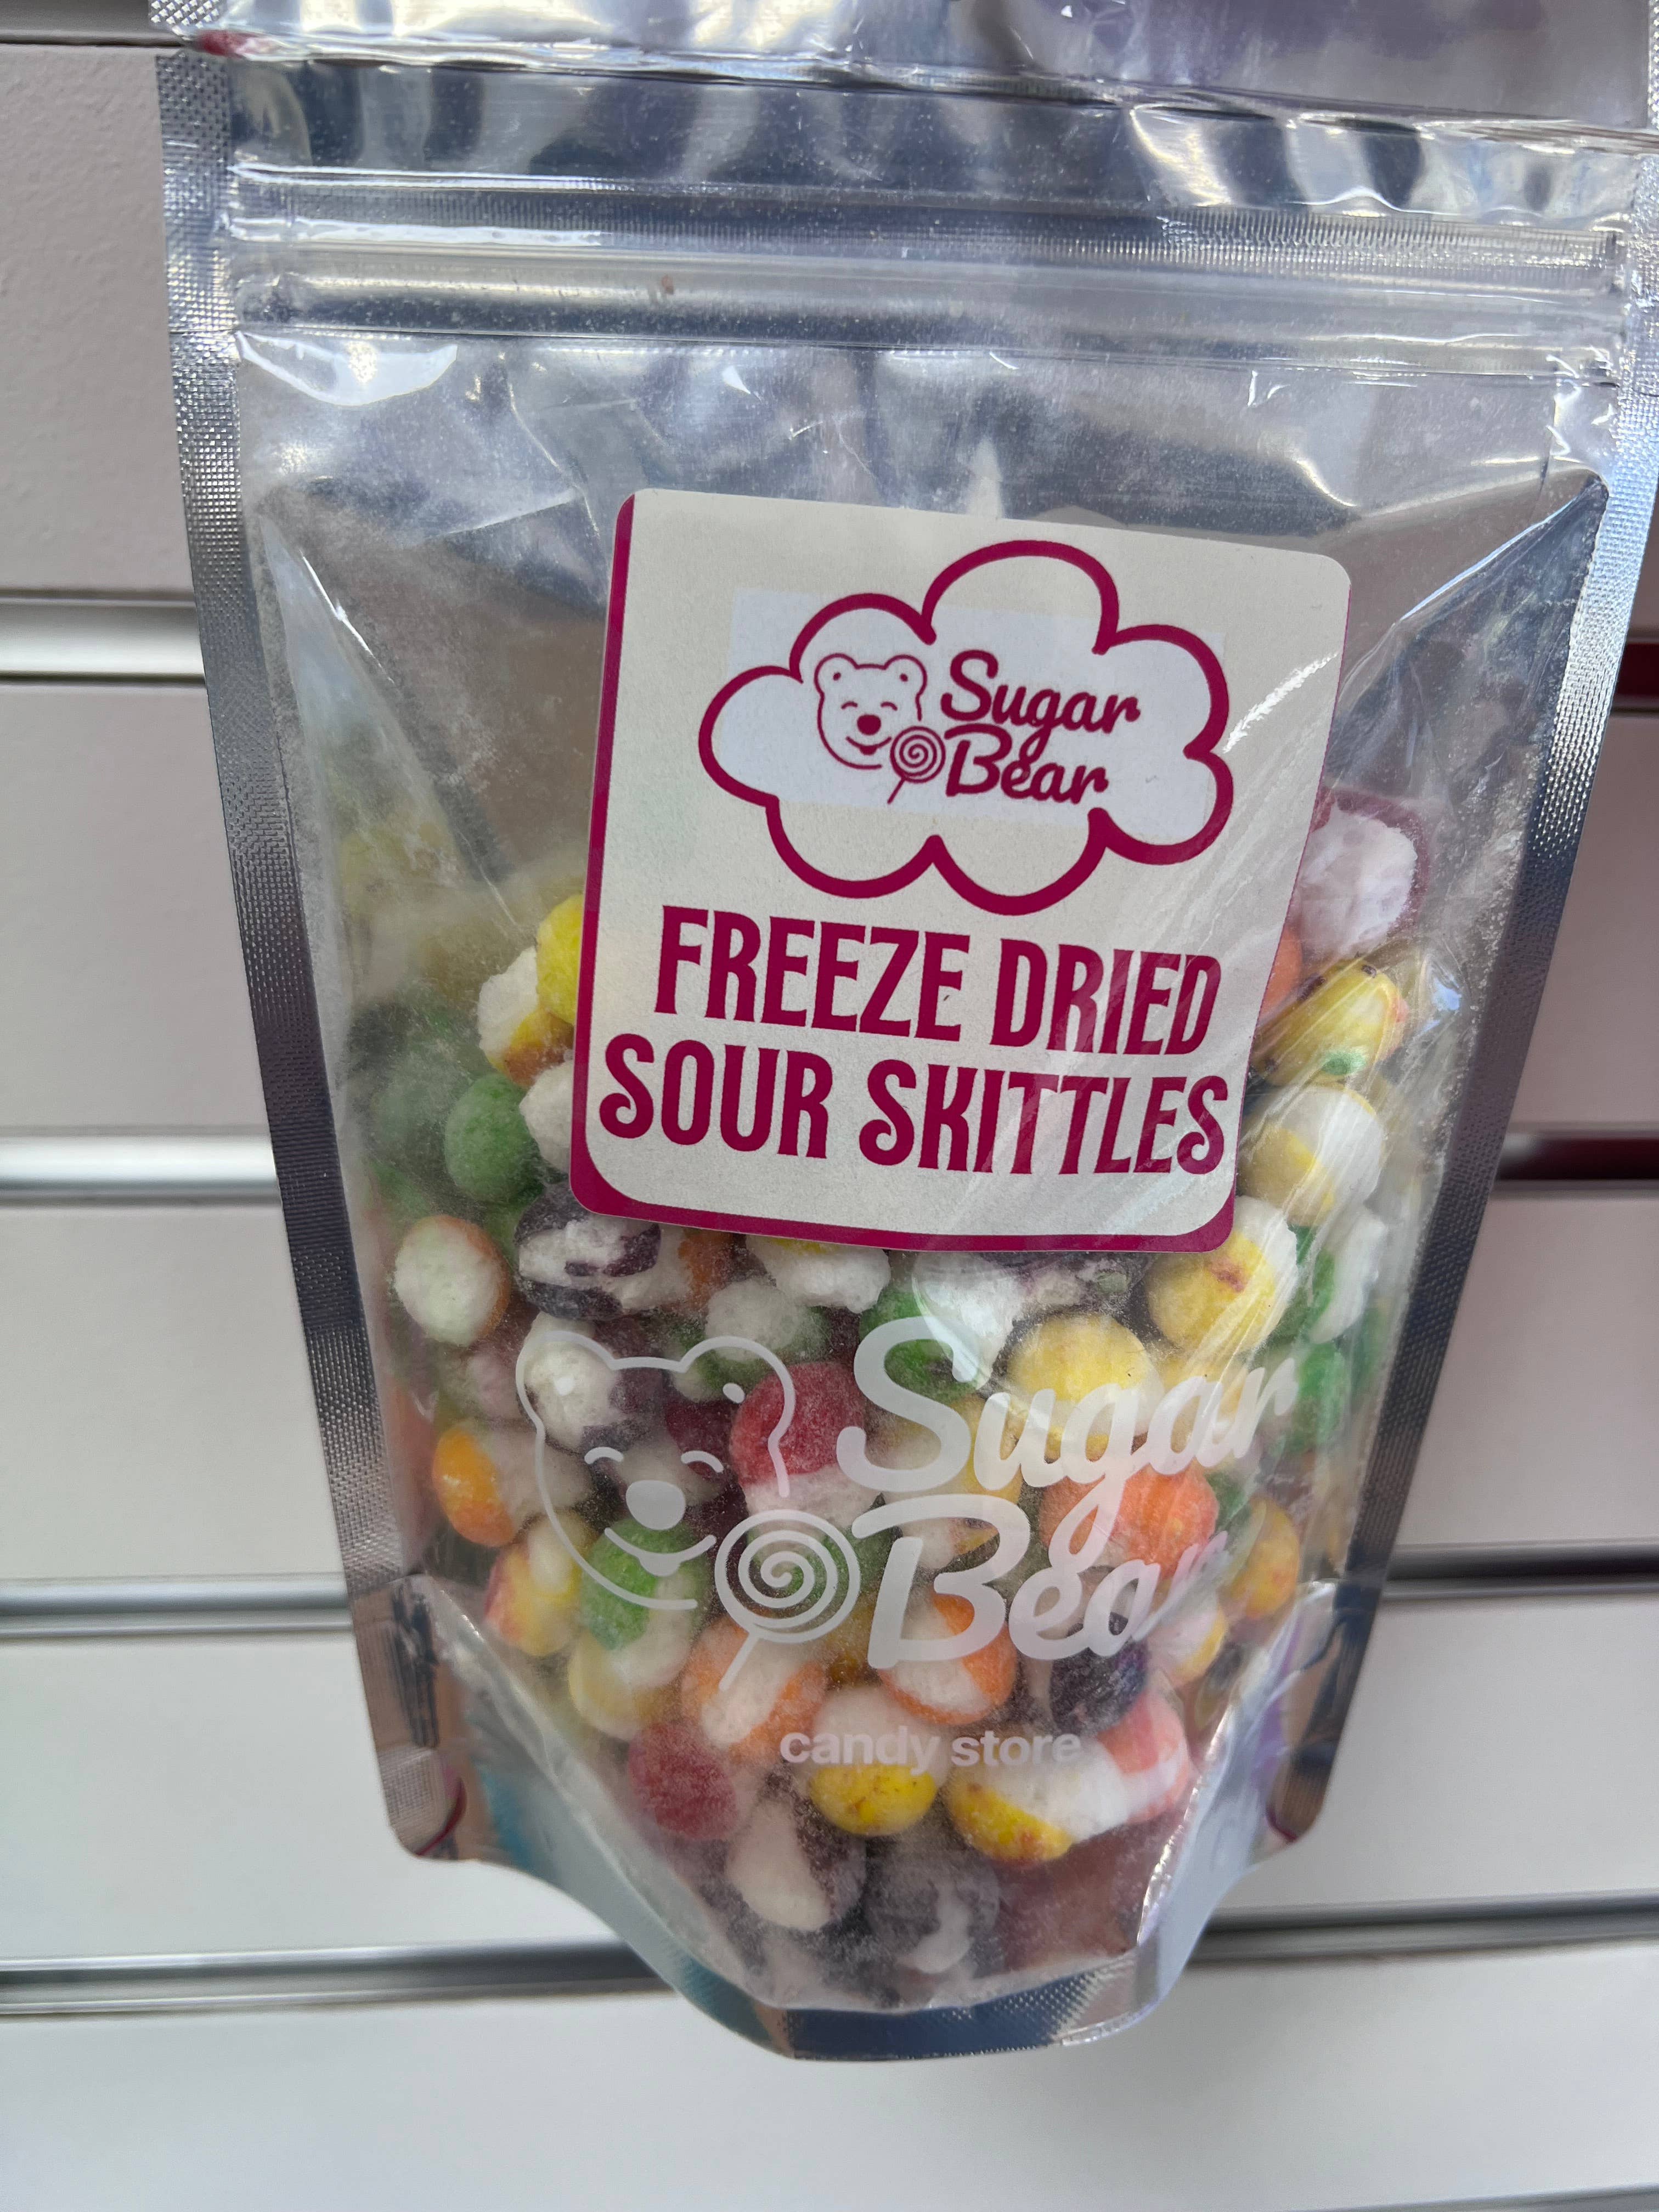 Sugar
Bear
FREEZE DRIED
SOUR SKITTLES
Sugar
Bear
candy store